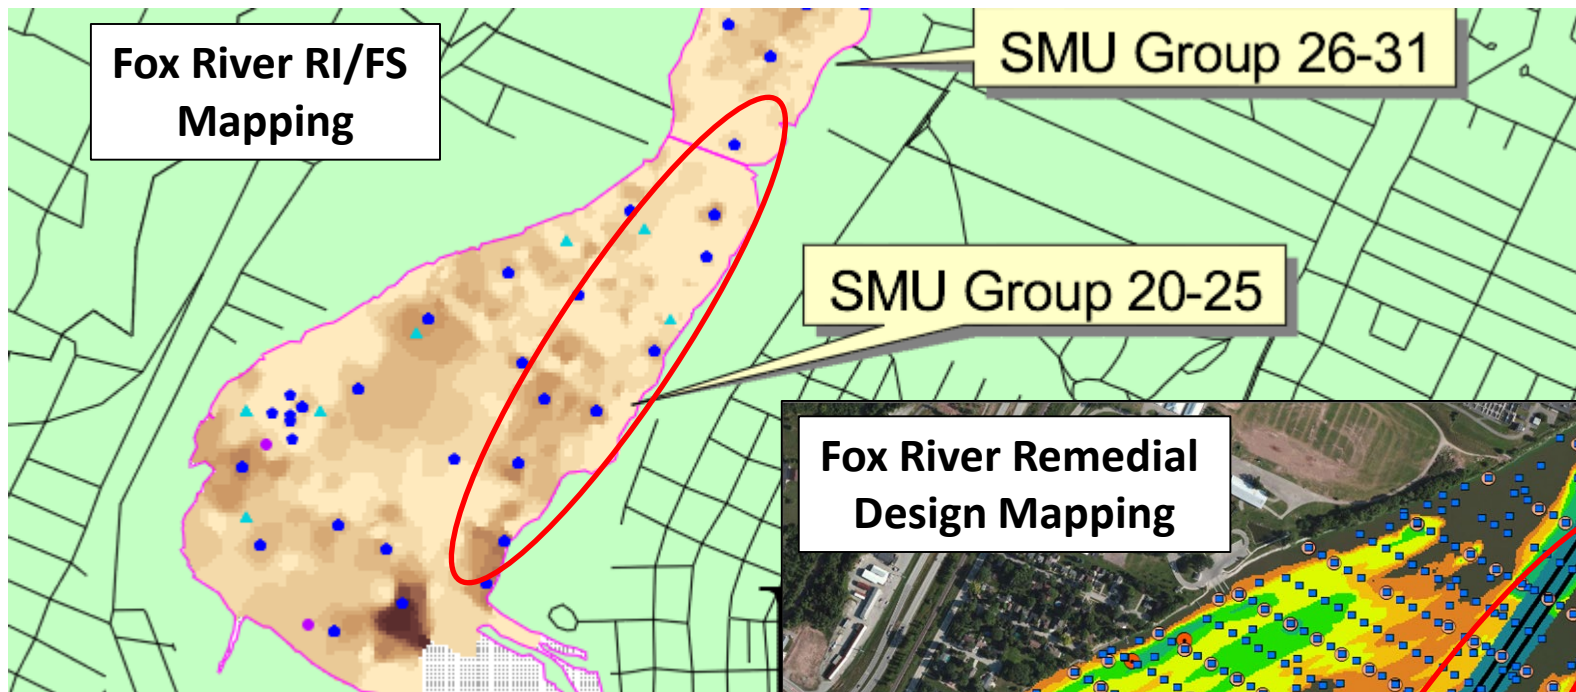 Fox River RI/FS
Mapping
SMU Group 26-31
SMU Group 20-25
Fox River Remedial
Design Mapping